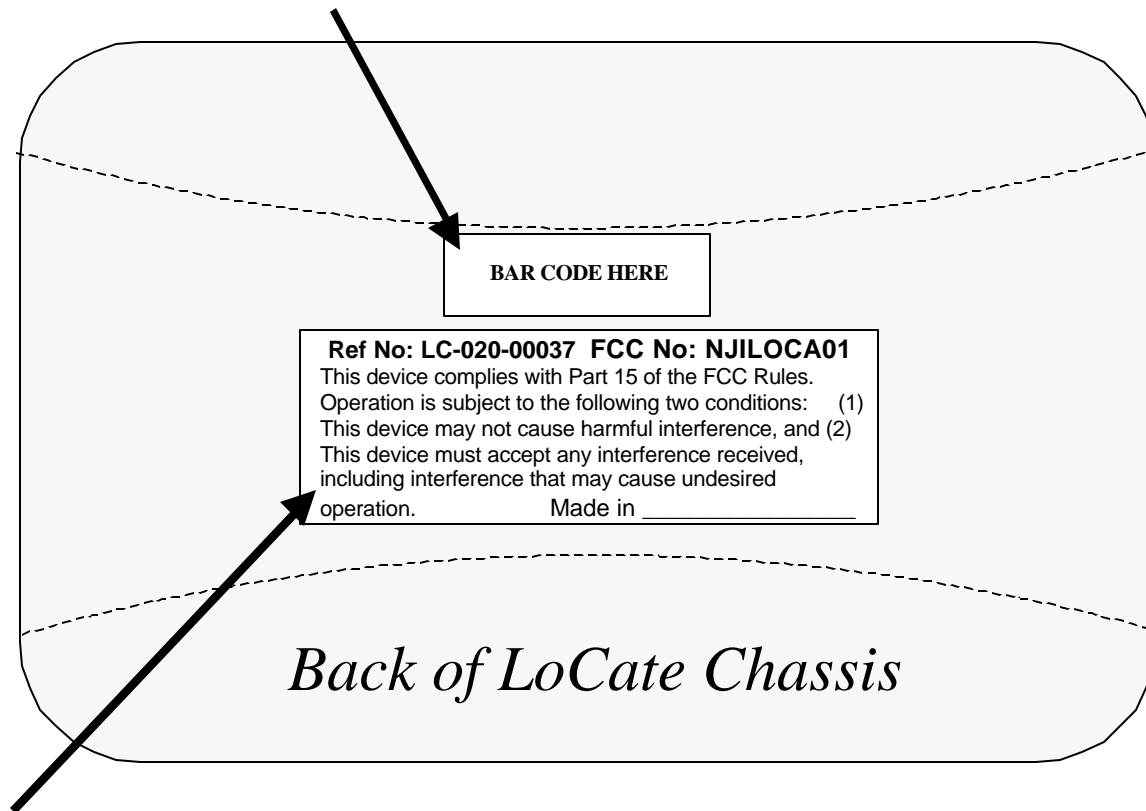 BAR CODE HERE
Ref No: LC-020-00037 FCC No: NJILOCA01
This device complies with Part 15 of the FCC Rules.
Operation is subject to the following two conditions: (1)
This device may not cause harmful interference, and (2)
This device must accept any interference received,
including interference that may cause undesired
operation. Made in ________________
Back of LoCate Chassis